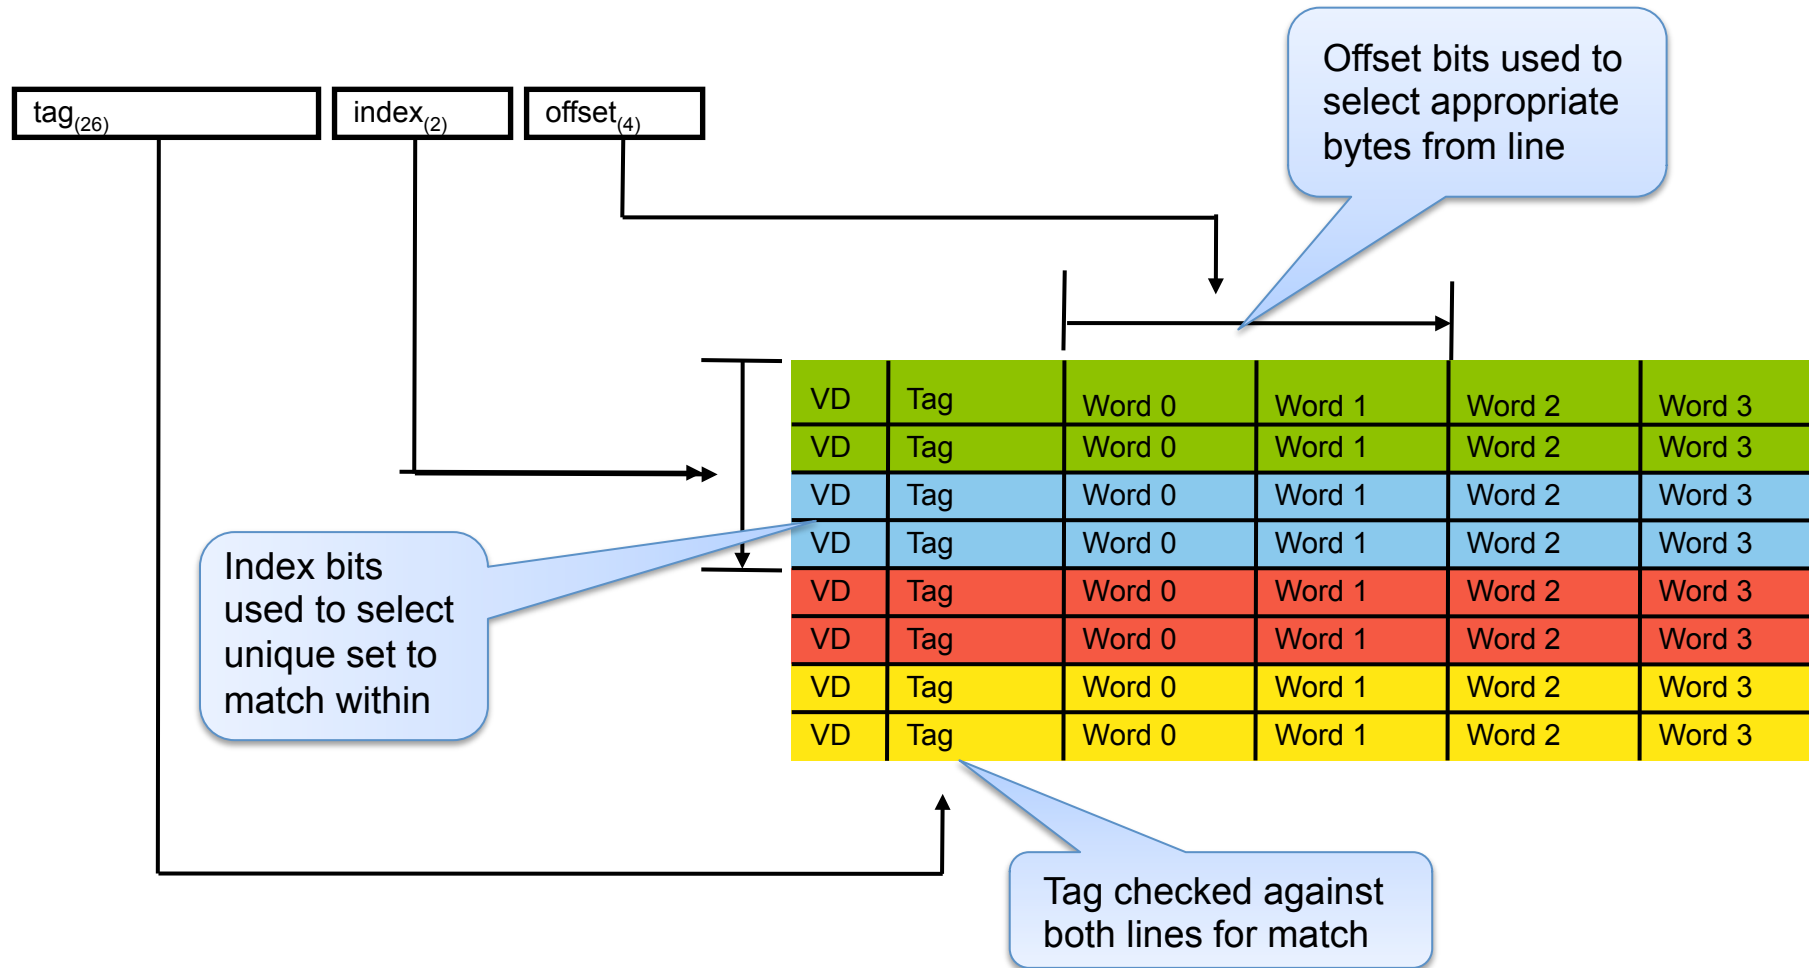 Offset bits used to
select appropriate
bytes from line
tag(26) index(2) offset(4)
VD Tag Word 0 Word 1 Word 2 Word 3
VD Tag Word 0 Word 1 Word 2 Word 3
VD Tag Word 0 Word 1 Word 2 Word 3
VD Tag Word 0 Word 1 Word 2 Word 3
VD Tag Word 0 Word 1 Word 2 Word 3
VD Tag Word 0 Word 1 Word 2 Word 3
VD Tag Word 0 Word 1 Word 2 Word 3
VD Tag Word 0 Word 1 Word 2 Word 3
Index bits
used to select
unique set to
match within
Tag checked against
both lines for match